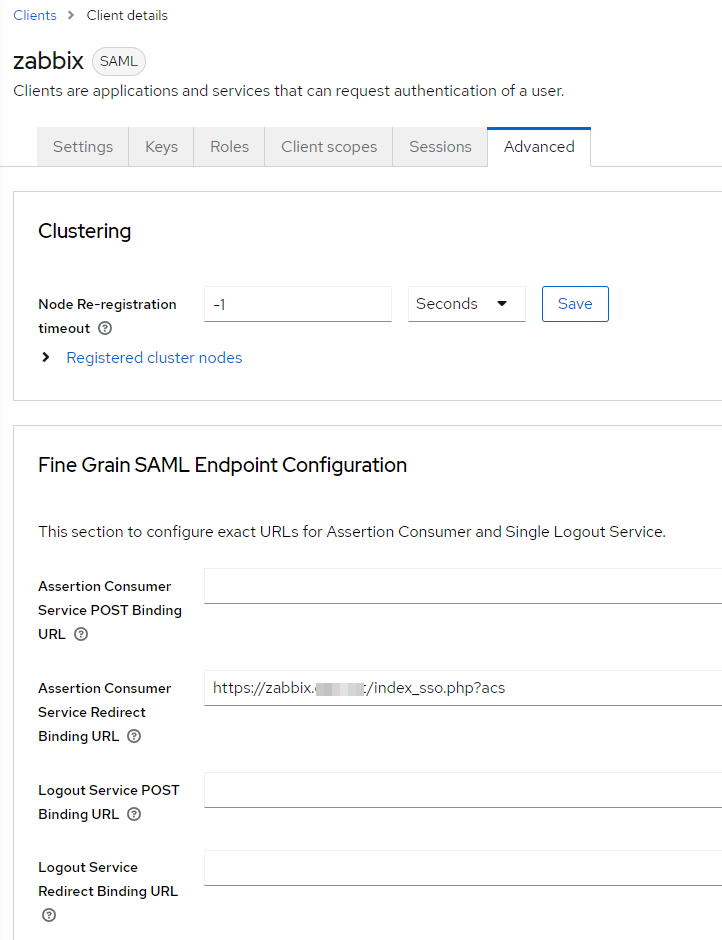 Clients > Client details
zabbix SAML
Clients are applications and services that can request authentication of a user.
Settings Keys Roles Client scopes Sessions Advanced
Clustering
Node Re-registration
timeout
-1 Seconds Save
Registered cluster nodes
Fine Grain SAML Endpoint Configuration
This section to configure exact URLs for Assertion Consumer and Single Logout Service.
Assertion Consumer
Service POST Binding
URL
Assertion Consumer
Service Redirect
Binding URL
https://zabbix. /index_sso.php?acs
Logout Service POST
Binding URL
Logout Service
Redirect Binding URL